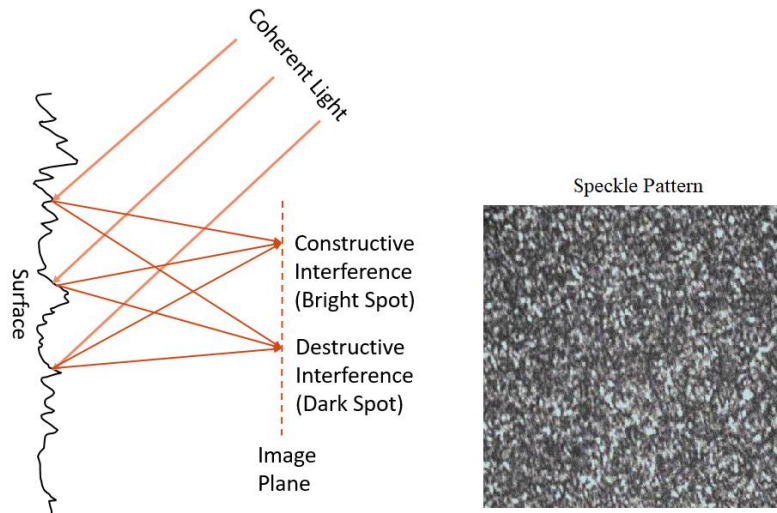 Coherent Light
Surface
Constructive
Interference
(Bright Spot)
Destructive
Interference
(Dark Spot)
Image
Plane
Speckle Pattern